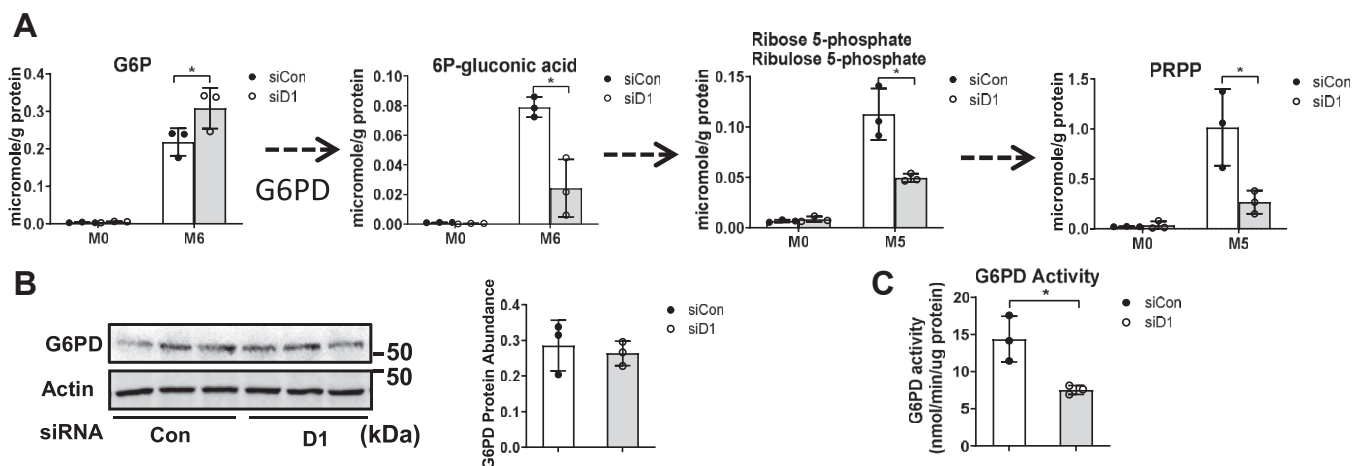 A
G6P
siCon
siD1
*
micromole/g protein
0.4
0.3
0.2
0.1
0.0
M0
M6
G6PD
6P-gluconic acid
siCon
siD1
*
micromole/g protein
0.10
0.08
0.06
0.04
0.02
0.00
M0
M6
Ribose 5-phosphate
Ribulose 5-phosphate
siCon
siD1
*
micromole/g protein
0.15
0.10
0.05
0.00
M0
M5
PRPP
siCon
siD1
*
micromole/g protein
1.5
1.0
0.5
0.0
M0
M5
B
G6PD
50
50
Actin
siRNA
Con
D1
(kDa)
G6PD Protein Abundance
0.4
0.3
0.2
0.1
0.0
siCon
siD1
C
G6PD Activity
*
siCon
siD1
G6PD activity
(nmol/min/ug protein)
20
15
10
5
0